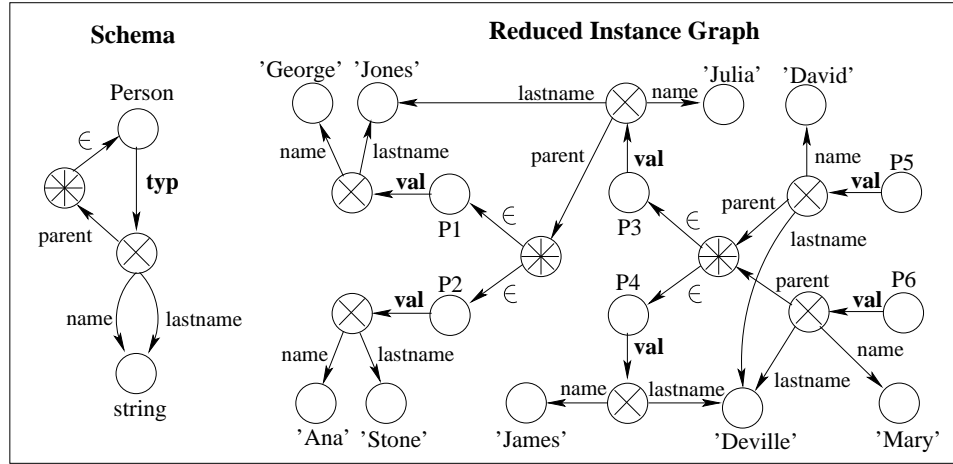 Schema
Person
∈
typ
parent
name
lastname
string
Reduced Instance Graph
'George' 'Jones'
'Julia'
'David'
lastname
name
name
lastname
parent
name
val
val
val
P5
P1
P3
parent
lastname
∈
∈
P2
P4
P6
∈
∈
parent
val
val
val
name
lastname
name
lastname
name
lastname
'Ana' 'Stone'
'James'
'Deville'
'Mary'